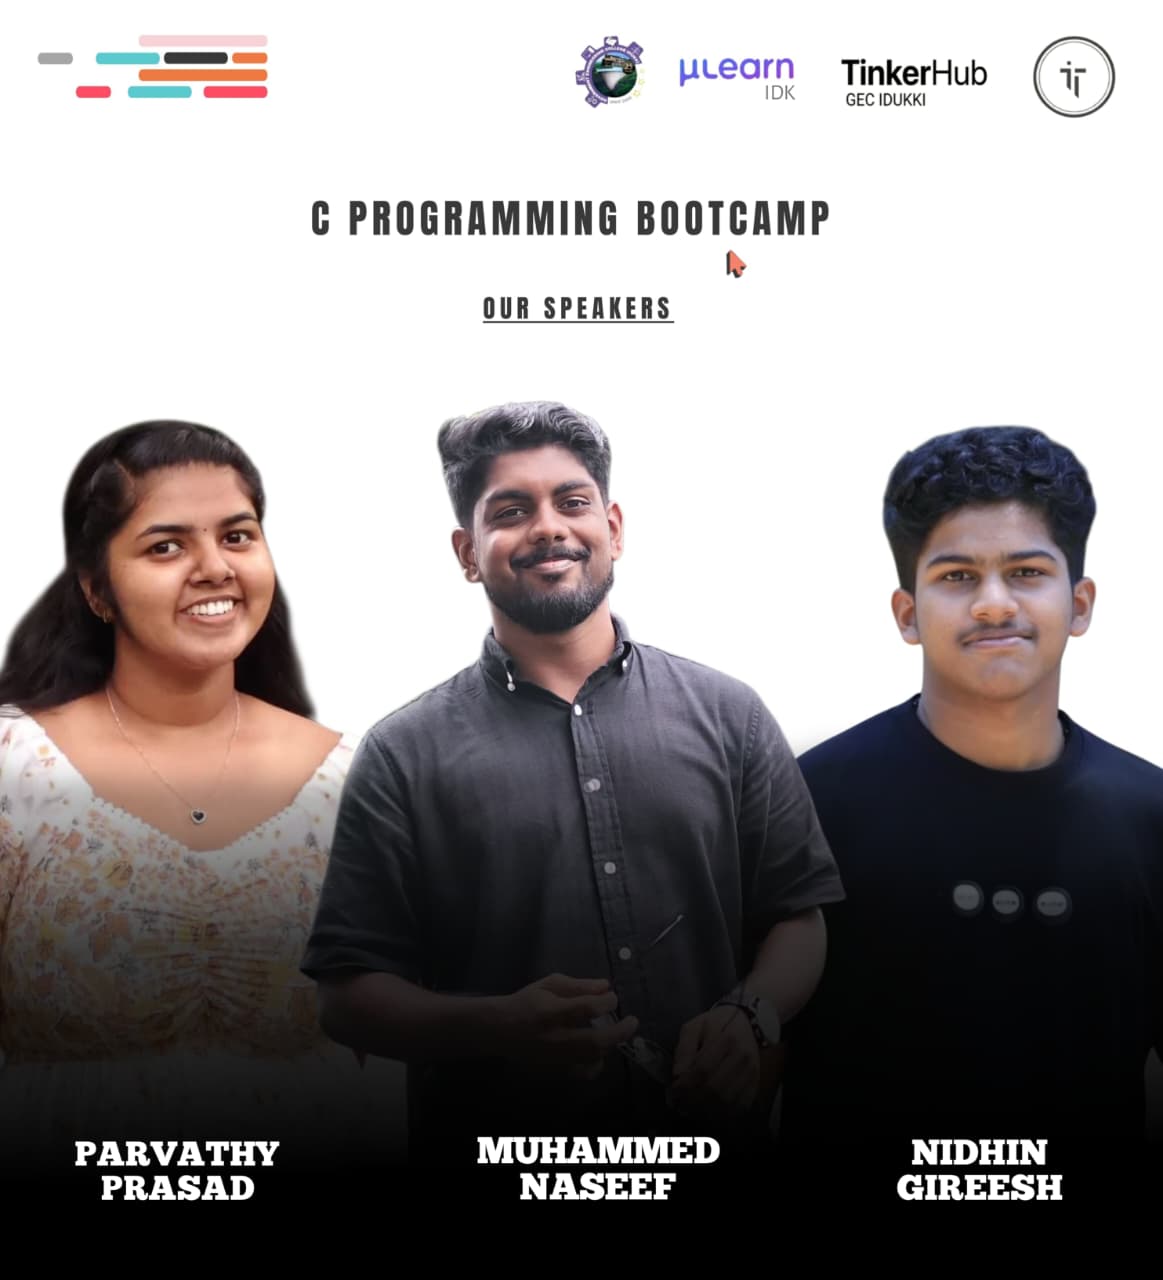 µLearn
IDK
TinkerHub
GEC IDUKKI
C PROGRAMMING BOOTCAMP
OUR SPEAKERS
PARVATHY
PRASAD
MUHAMMED
NASEEF
NIDHIN
GIREESH